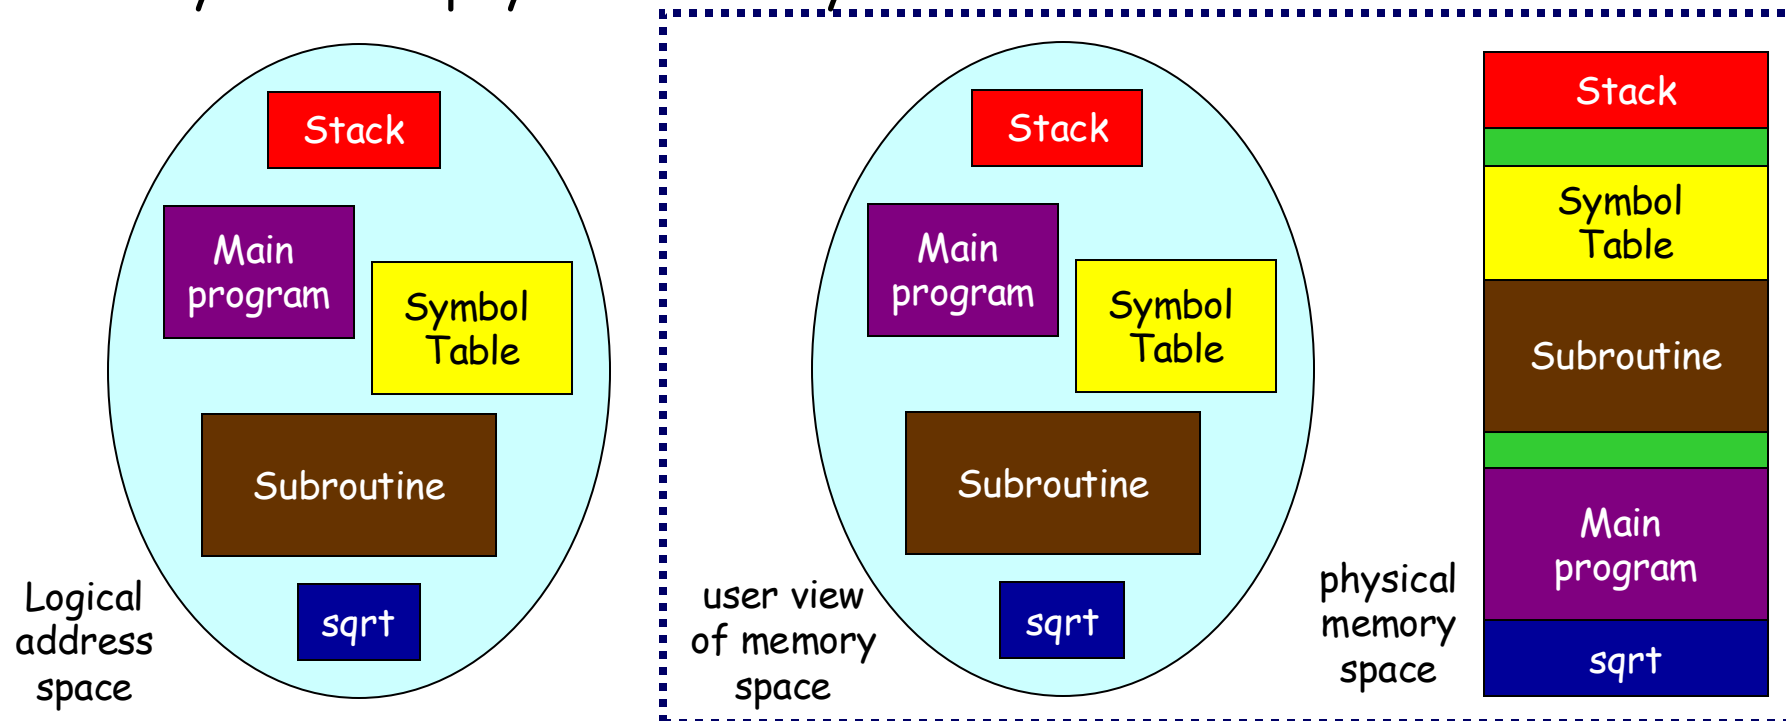 Stack
Main
program
Symbol
Table
Subroutine
sqrt
Logical
address
space
Stack
Main
program
Symbol
Table
Subroutine
sqrt
user view
of memory
space
physical
memory
space
Stack
Symbol
Table
Subroutine
Main
program
sqrt